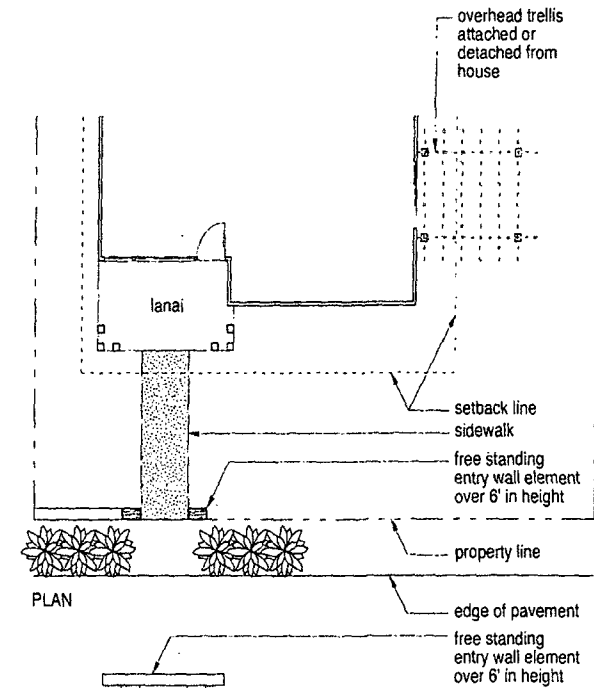 overhead trellis
attached or
detached from
house
lanai
setback line
sidewalk
free standing
entry wall element
over 6' in height
property line
PLAN
edge of pavement
free standing
entry wall element
over 6' in height